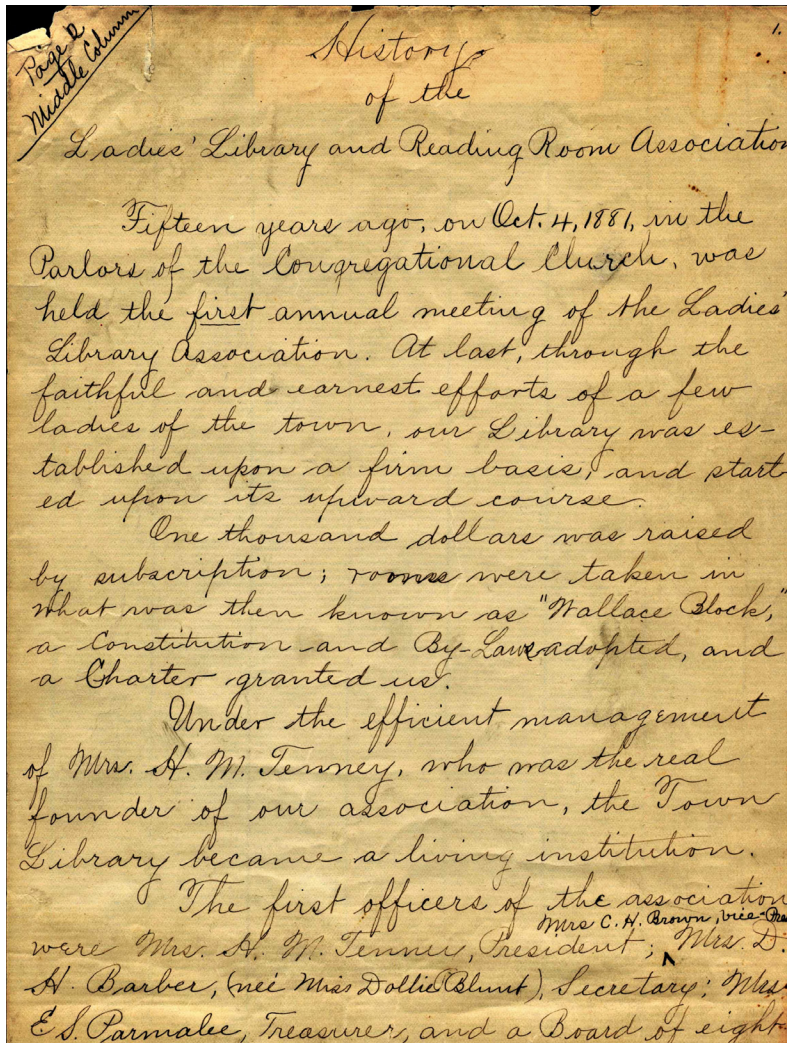 Page 2
Middle Column
1.
History
of the
Ladies' Library and Reading Room Association
Fifteen years ago, on Oct. 4, 1881, in the
Parlors of the Congregational Church, was
held the first annual meeting of the Ladies'
Library Association. At last, through the
faithful and earnest efforts of a few
ladies of the town, our Library was es-
tablished upon a firm basis, and start-
ed upon its upward course.
One thousand dollars was raised
by subscription; rooms were taken in
what was then known as "Wallace Block,"
a Constitution and By-Laws adopted, and
a Charter granted us.
Under the efficient management
of Mrs. H. M. Tenney, who was the real
founder of our association, the Town
Library became a living institution.
The first officers of the association
Mrs C. H. Brown, vice-Pres
were Mrs. H. M. Tenney, President; ^ Mrs. D.
H. Barber, (neé Miss Dollie Blunt), Secretary; Mrs
E S. Parmalee, Treasurer, and a Board of eight